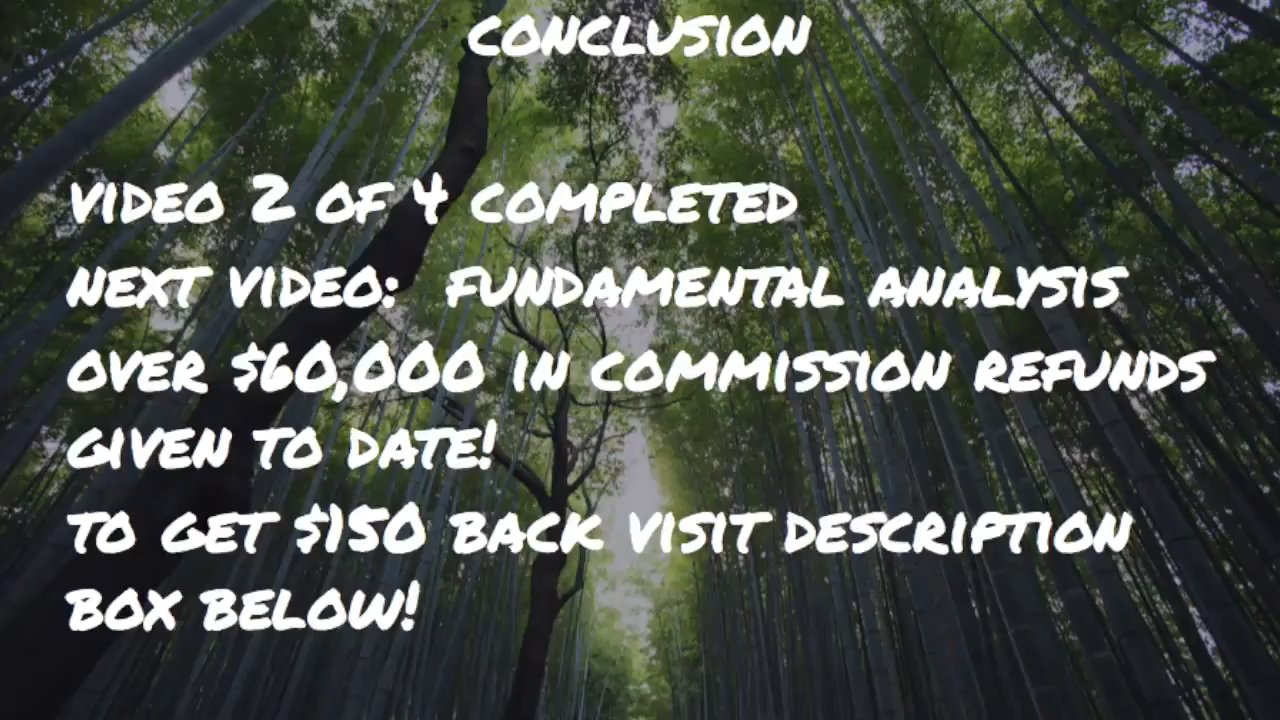 CONCLUSION
VIDEO 2 OF 4 COMPLETED
NEXT VIDEO: FUNDAMENTAL ANALYSIS
OVER $60,000 IN COMMISSION REFUNDS
GIVEN TO DATE!
TO GET $150 BACK VISIT DESCRIPTION
BOX BELOW!